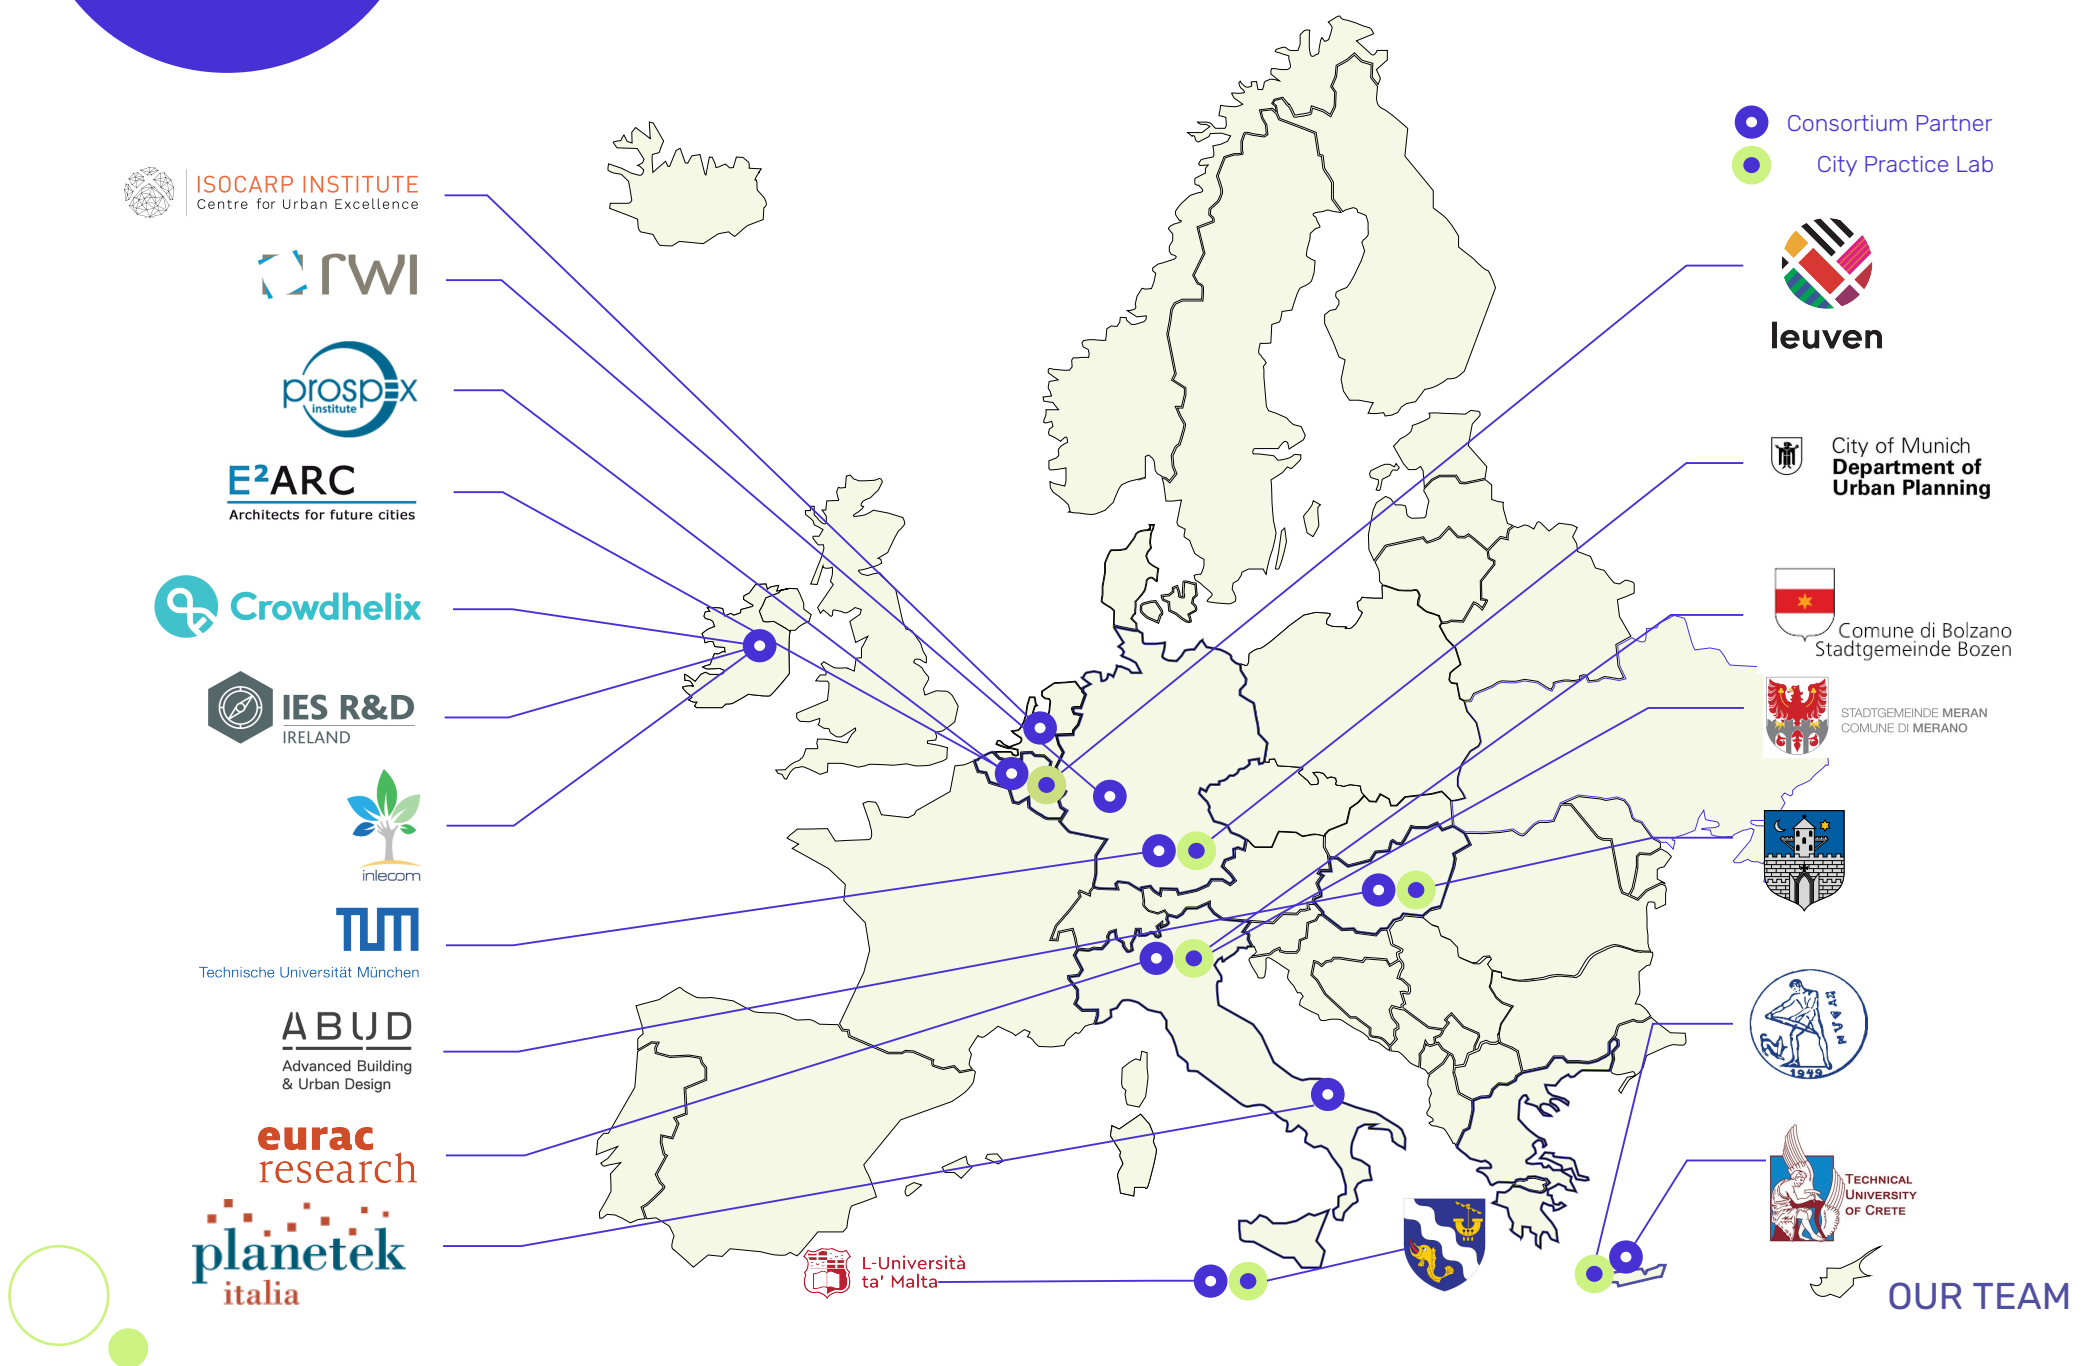 Consortium Partner
City Practice Lab
ISOCARP INSTITUTE
Centre for Urban Excellence
rwi
prospex
institute
E²ARC
Architects for future cities
Crowdhelix
IES R&D
IRELAND
inlecom
TUM
Technische Universität München
ABUD
Advanced Building
& Urban Design
eurac
research
planetek
italia
L-Università
ta' Malta
leuven
City of Munich
Department of
Urban Planning
Comune di Bolzano
Stadtgemeinde Bozen
STADTGEMEINDE MERAN
COMUNE DI MERANO
1949
TECHNICAL
UNIVERSITY
OF CRETE
OUR TEAM